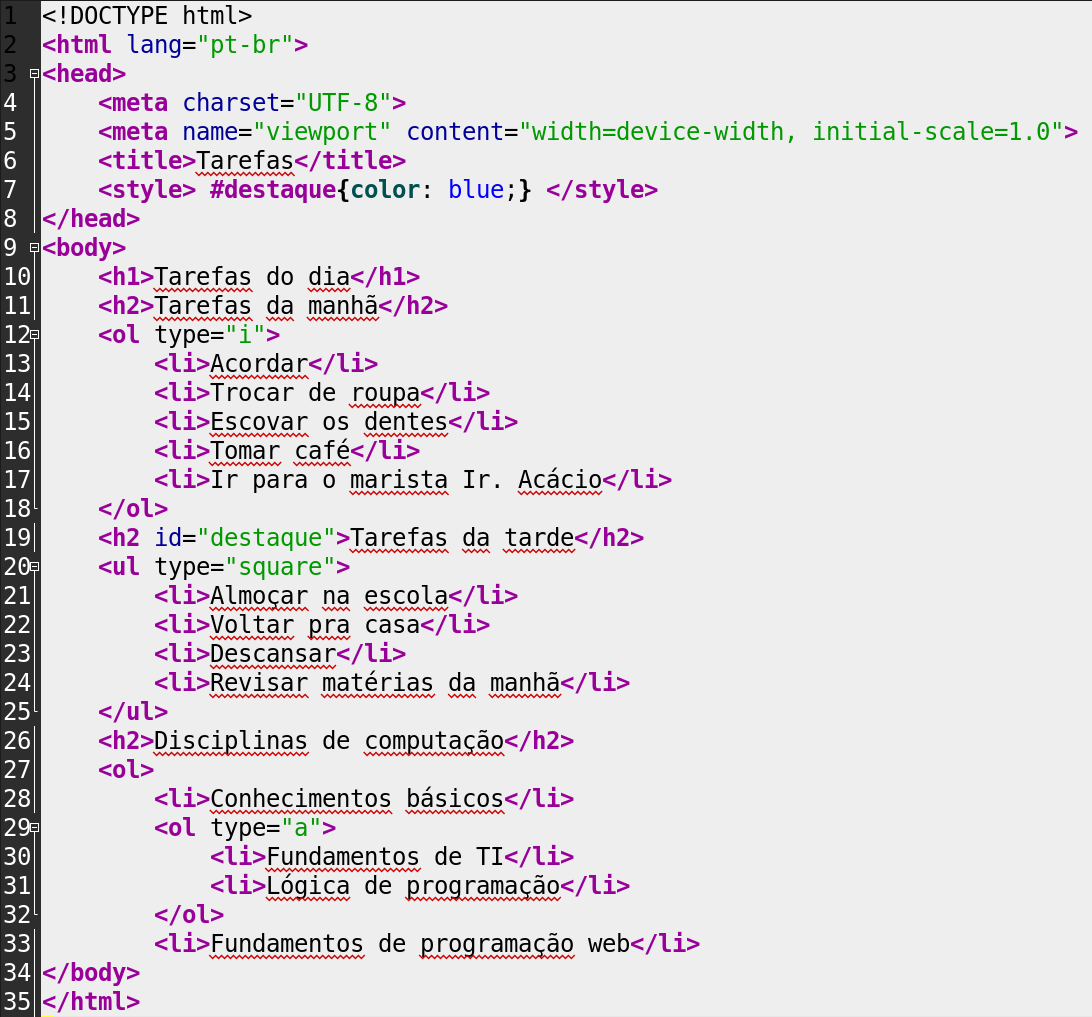 1 <!DOCTYPE html>
2 <html lang="pt-br">
3 <head>
4     <meta charset="UTF-8">
5     <meta name="viewport" content="width=device-width, initial-scale=1.0">
6     <title>Tarefas</title>
7     <style> #destaque{color: blue;} </style>
8 </head>
9 <body>
10     <h1>Tarefas do dia</h1>
11     <h2>Tarefas da manhã</h2>
12     <ol type="i">
13         <li>Acordar</li>
14         <li>Trocar de roupa</li>
15         <li>Escovar os dentes</li>
16         <li>Tomar café</li>
17         <li>Ir para o marista Ir. Acácio</li>
18     </ol>
19     <h2 id="destaque">Tarefas da tarde</h2>
20     <ul type="square">
21         <li>Almoçar na escola</li>
22         <li>Voltar pra casa</li>
23         <li>Descansar</li>
24         <li>Revisar matérias da manhã</li>
25     </ul>
26     <h2>Disciplinas de computação</h2>
27     <ol>
28         <li>Conhecimentos básicos</li>
29         <ol type="a">
30             <li>Fundamentos de TI</li>
31             <li>Lógica de programação</li>
32         </ol>
33         <li>Fundamentos de programação web</li>
34 </body>
35 </html>